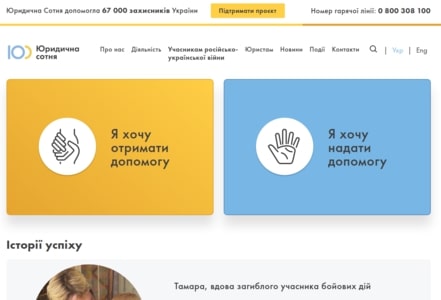 Юридична Сотня допомогла 67 000 захисників України
Підтримати проєкт
Номер гарячої лінії: 0 800 308 100
Юридична
сотня
Про нас
Діяльність
Учасникам російсько-
української війни
Юристам
Новини
Події
Контакти
| Укр | Eng
Я хочу
отримати
допомогу
Я хочу
надати
допомогу
Історії успіху
Тамара, вдова загиблого учасника бойових дій